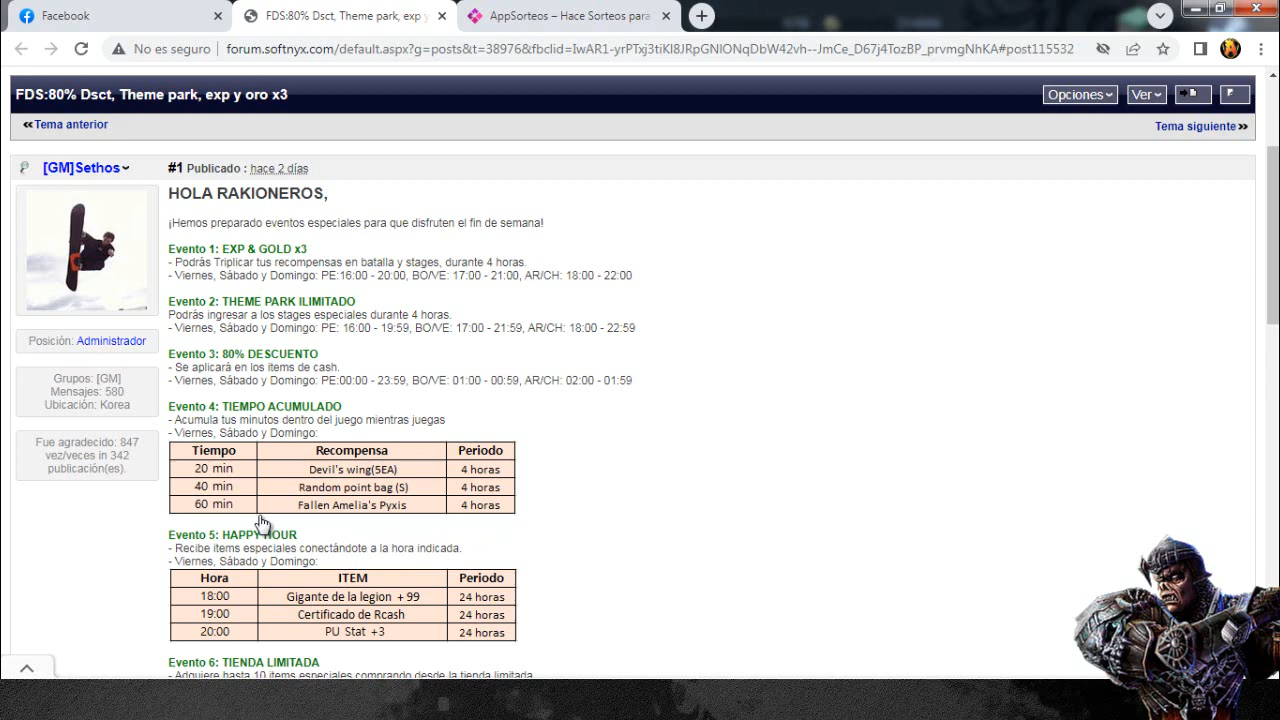 Facebook
FDS:80% Dsct, Theme park, exp y
AppSorteos – Hace Sorteos para
No es seguro
forum.softnyx.com/default.aspx?g=posts&t=38976&fbclid=IwAR1-yrPTxj3tiKI8JRpGNIONqDbW42vh--JmCe_D67j4TozBP_prvmgNhKA#post115532
FDS:80% Dsct, Theme park, exp y oro x3
Opciones
Ver
Tema anterior
Tema siguiente
[GM]Sethos
#1 Publicado : hace 2 días
HOLA RAKIONEROS,
¡Hemos preparado eventos especiales para que disfruten el fin de semana!
Evento 1: EXP & GOLD x3
- Podrás Triplicar tus recompensas en batalla y stages, durante 4 horas.
- Viernes, Sábado y Domingo: PE:16:00 - 20:00, BO/VE: 17:00 - 21:00, AR/CH: 18:00 - 22:00
Evento 2: THEME PARK ILIMITADO
Podrás ingresar a los stages especiales durante 4 horas.
- Viernes, Sábado y Domingo: PE: 16:00 - 19:59, BO/VE: 17:00 - 21:59, AR/CH: 18:00 - 22:59
Posición: Administrador
Evento 3: 80% DESCUENTO
- Se aplicará en los items de cash.
- Viernes, Sábado y Domingo: PE:00:00 - 23:59, BO/VE: 01:00 - 00:59, AR/CH: 02:00 - 01:59
Grupos: [GM]
Mensajes: 580
Ubicación: Korea
Evento 4: TIEMPO ACUMULADO
- Acumula tus minutos dentro del juego mientras juegas
- Viernes, Sábado y Domingo:
Fue agradecido: 847
vez/veces in 342
publicación(es).
Tiempo Recompensa Periodo
20 min Devil's wing(5EA) 4 horas
40 min Random point bag (S) 4 horas
60 min Fallen Amelia's Pyxis 4 horas
Evento 5: HAPPY HOUR
- Recibe items especiales conectándote a la hora indicada.
- Viernes, Sábado y Domingo:
Hora ITEM Periodo
18:00 Gigante de la legion +99 24 horas
19:00 Certificado de Rcash 24 horas
20:00 PU Stat +3 24 horas
Evento 6: TIENDA LIMITADA
- Adquiere hasta 10 items especiales comprando desde la tienda limitada